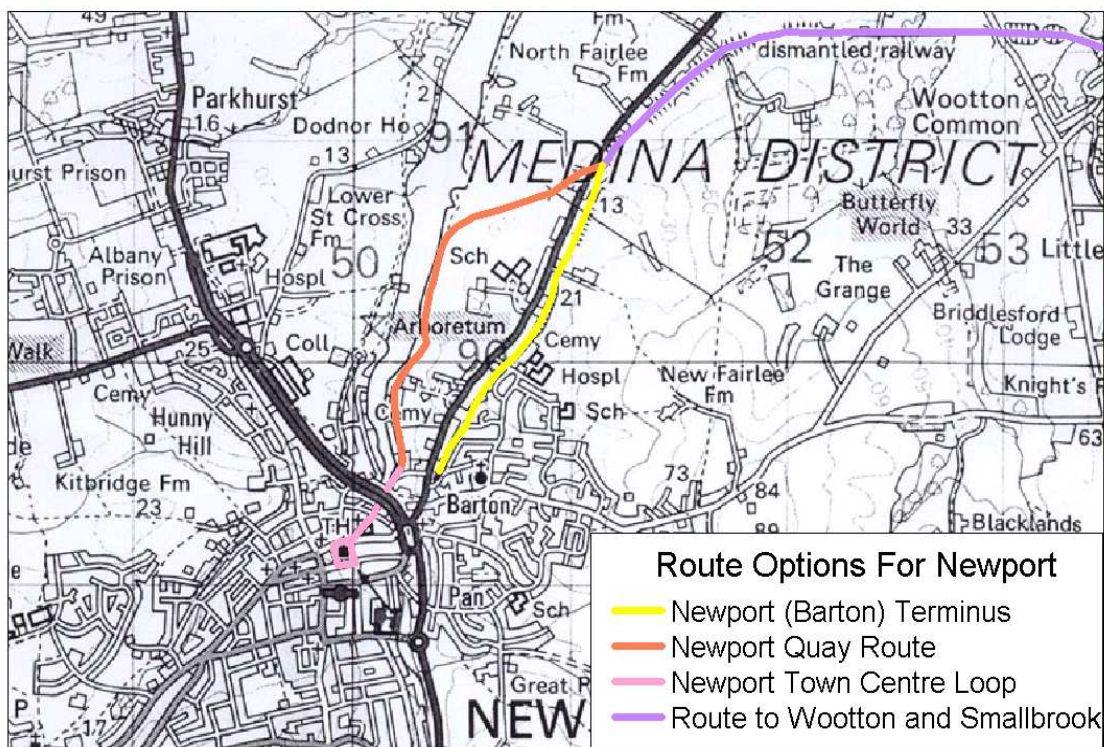 49
Fm
North Fairlee
Fm
dismantled railway
Parkhurst
16
2
Dodnor Ho
91
Wootton
Common
MEDINA DISTRICT
urst Prison
13
Lower
St Cross
Fm
13
Butterfly
World
33
Albany
Prison
Hospl
50
Sch
52
53
Little
The
Grange
21
Briddlesford
Lodge
Walk
25
Coll
Arboretum
90
Cemy
Hospl
New Fairlee
Fm
Knight's F
Cemy
Hunny
Hill
Cemy
Sch
63
Kitbridge Fm
73
84
23
Barton
TH
89
Blacklands
e
Pan
Sch
Great P
P
17
NEW
Route Options For Newport
Newport (Barton) Terminus
Newport Quay Route
Newport Town Centre Loop
Route to Wootton and Smallbrook